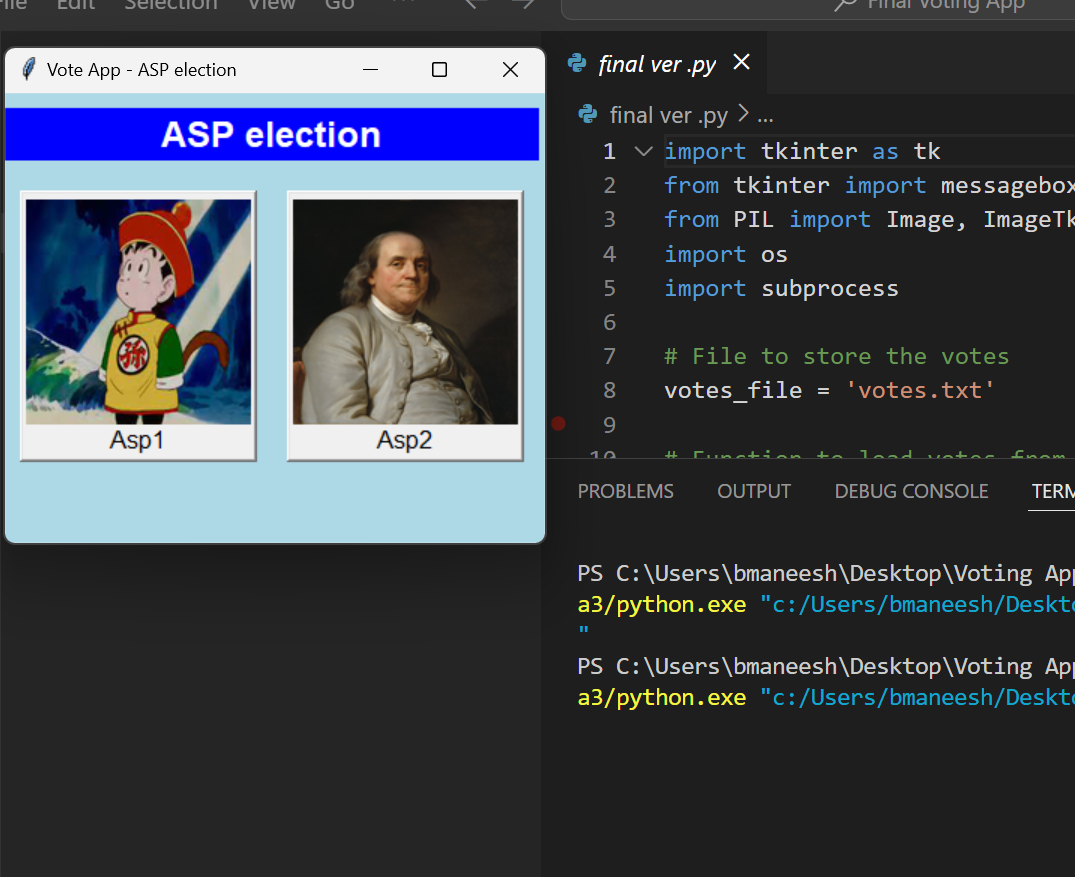 File Edit Selection View Go ··· Final Voting App
Vote App - ASP election
ASP election
孫
Asp1 Asp2
final ver .py
final ver .py > ...
1 import tkinter as tk
2 from tkinter import messagebox
3 from PIL import Image, ImageTk
4 import os
5 import subprocess
6
7 # File to store the votes
8 votes_file = 'votes.txt'
9
10 # Function to load votes from
PROBLEMS OUTPUT DEBUG CONSOLE TERM
PS C:\Users\bmaneesh\Desktop\Voting App
a3/python.exe "c:/Users/bmaneesh/Deskto
"
PS C:\Users\bmaneesh\Desktop\Voting App
a3/python.exe "c:/Users/bmaneesh/Deskto